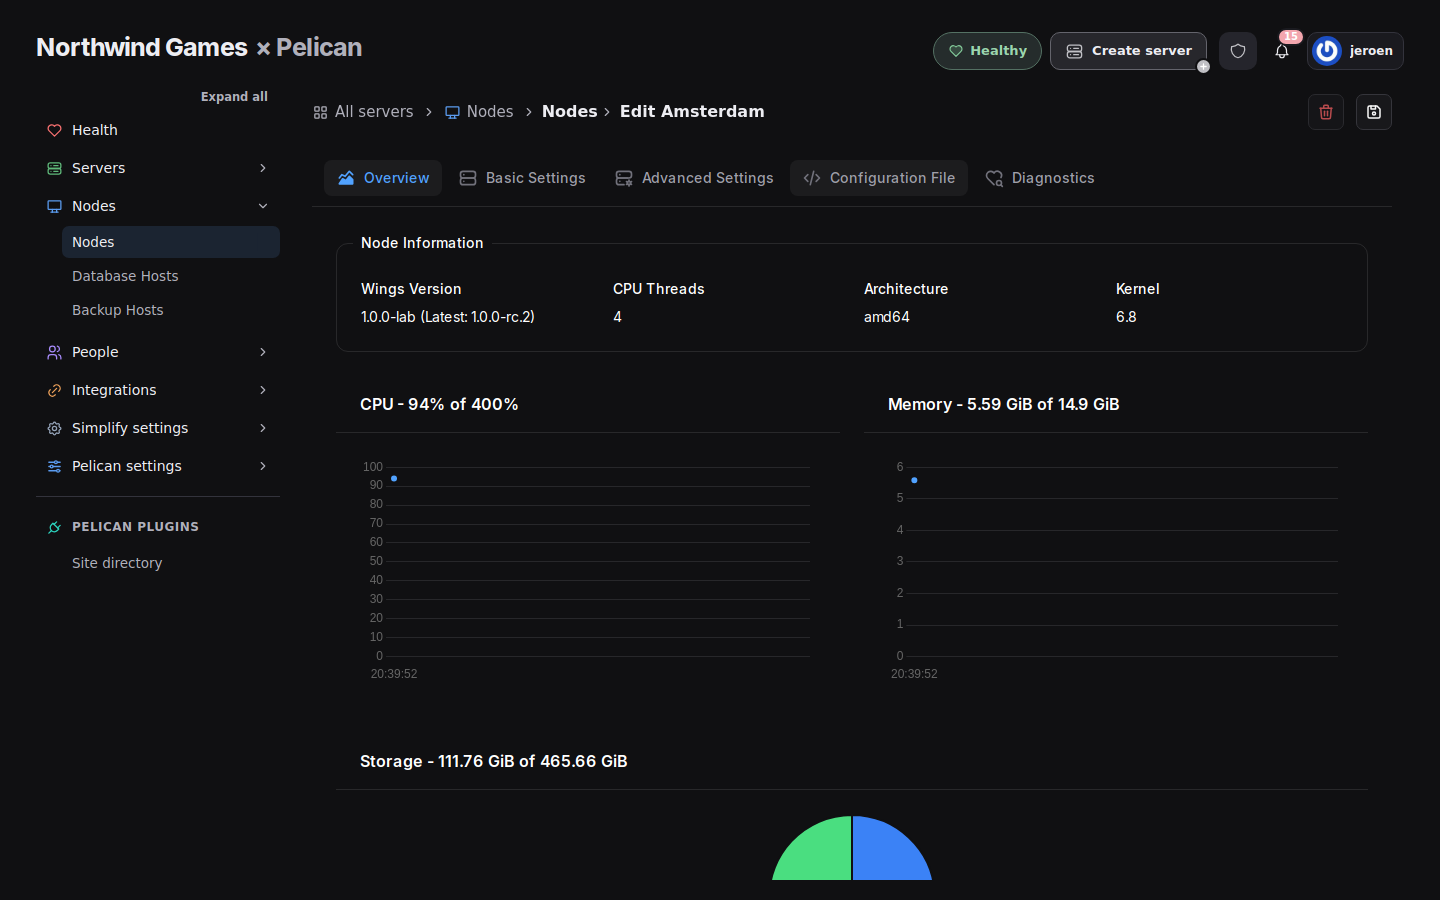 Northwind Games × Pelican
Healthy
Create server
15
jeroen
Expand all
Health
Servers
Nodes
Nodes
Database Hosts
Backup Hosts
People
Integrations
Simplify settings
Pelican settings
PELICAN PLUGINS
Site directory
All servers > Nodes > Nodes > Edit Amsterdam
Overview
Basic Settings
Advanced Settings
Configuration File
Diagnostics
Node Information
Wings Version
1.0.0-lab (Latest: 1.0.0-rc.2)
CPU Threads
4
Architecture
amd64
Kernel
6.8
CPU - 94% of 400%
100
90
80
70
60
50
40
30
20
10
0
20:39:52
Memory - 5.59 GiB of 14.9 GiB
6
5
4
3
2
1
0
20:39:52
Storage - 111.76 GiB of 465.66 GiB